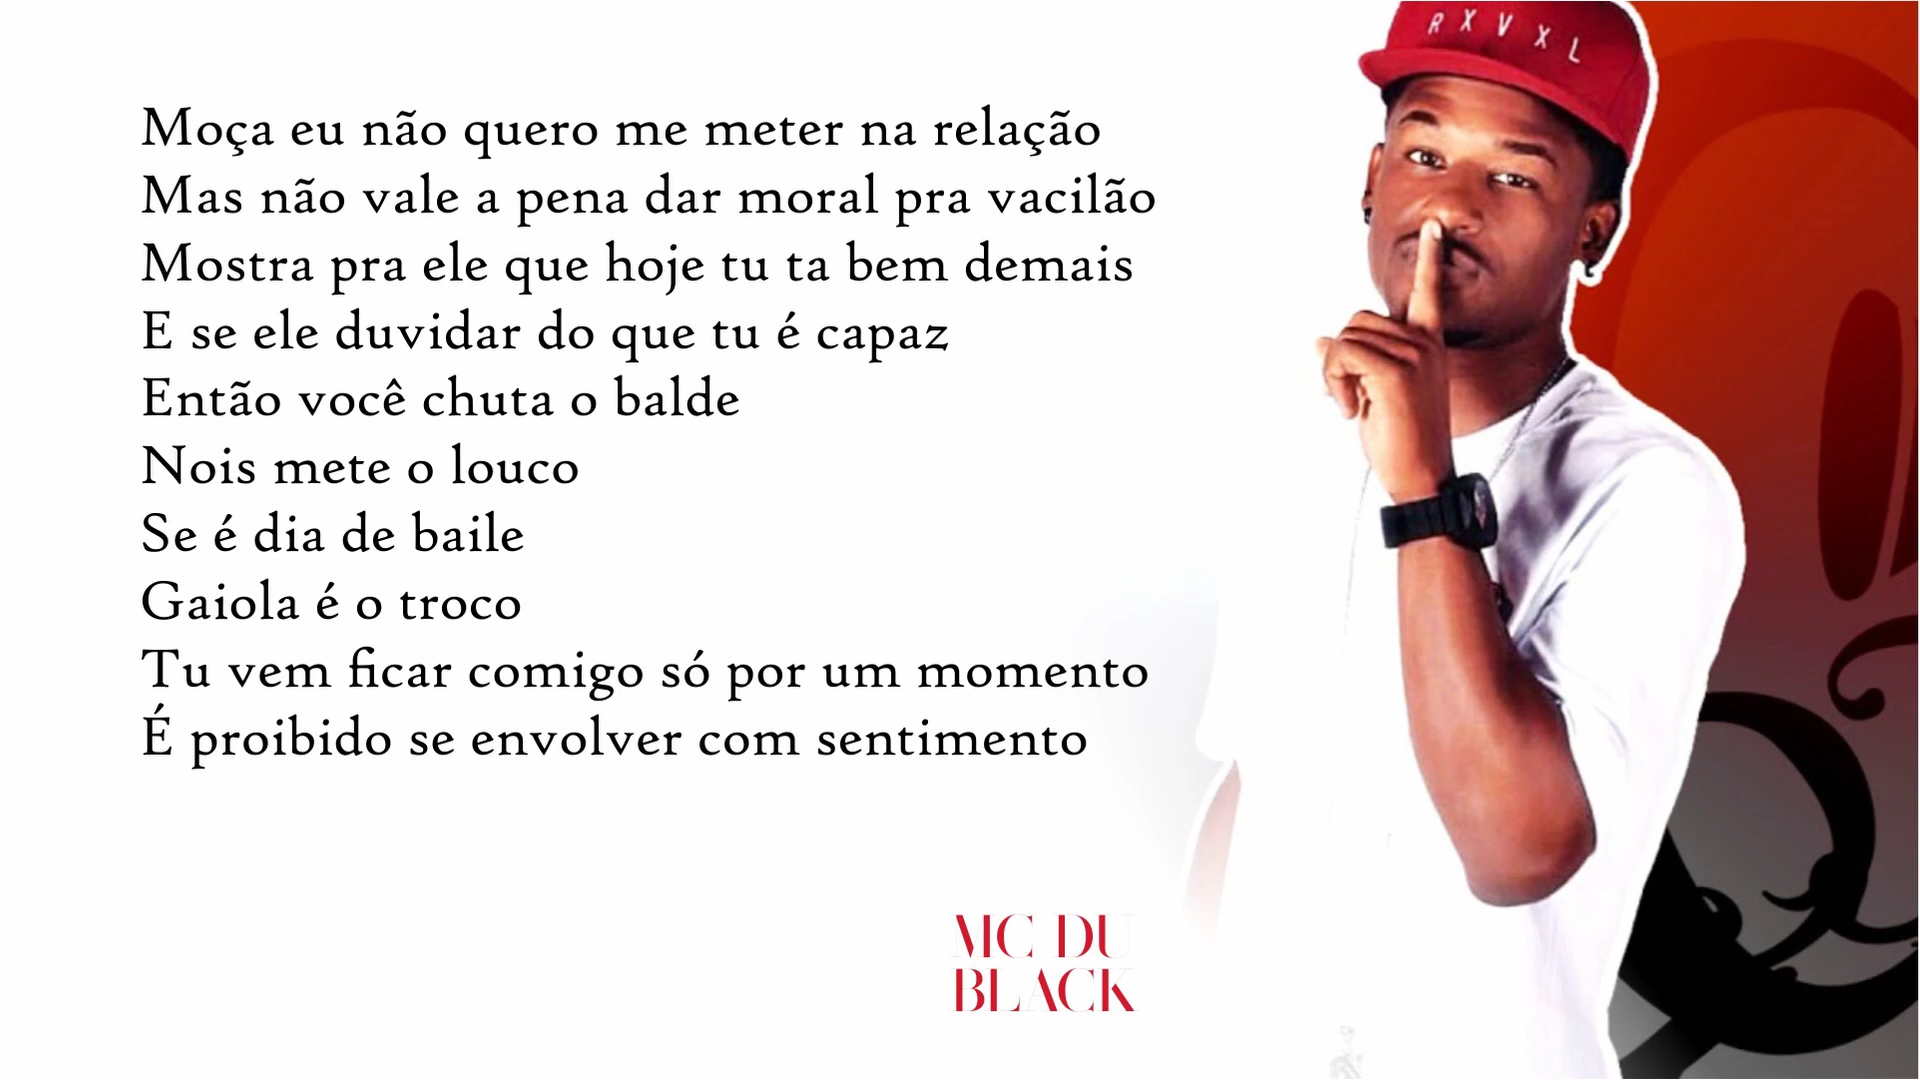 RXVXL
Moça eu não quero me meter na relação
Mas não vale a pena dar moral pra vacilão
Mostra pra ele que hoje tu ta bem demais
E se ele duvidar do que tu é capaz
Então você chuta o balde
Nois mete o louco
Se é dia de baile
Gaiola é o troco
Tu vem ficar comigo só por um momento
É proibido se envolver com sentimento
MC DU
BLACK